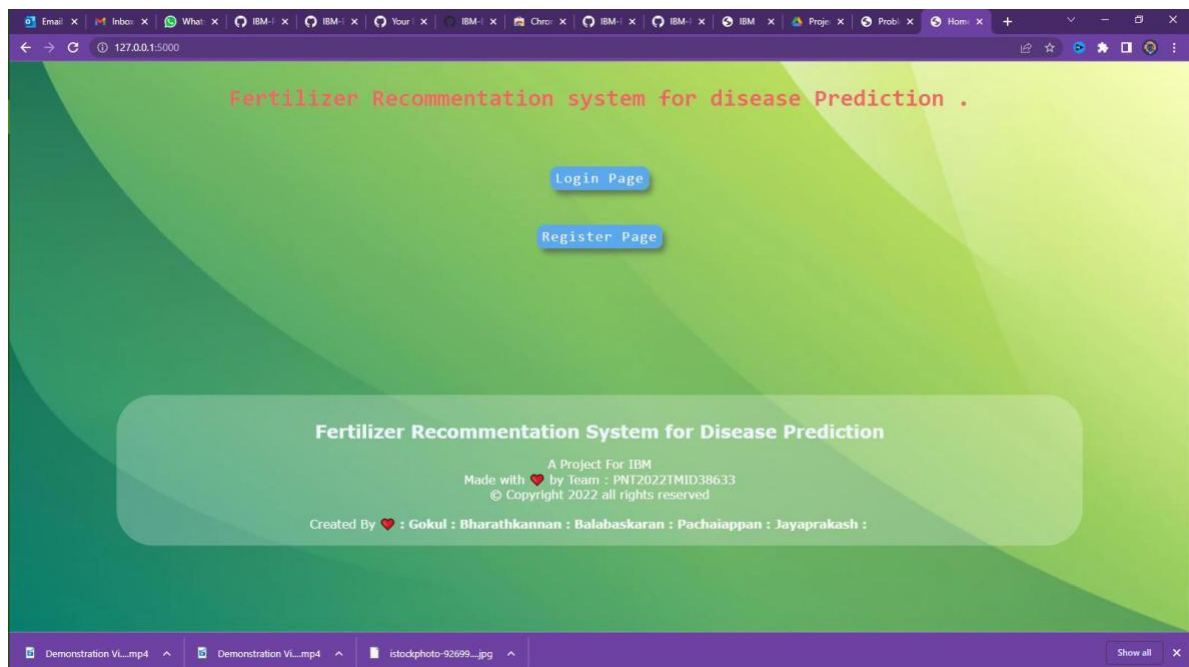 Email Inbox What: IBM-F IBM-I Your IBM-( Chror IBM-I IBM-I IBM Projec Probl Home
127.0.0.1:5000
Fertilizer Recommentation system for disease Prediction .
Login Page
Register Page
Fertilizer Recommentation System for Disease Prediction
A Project For IBM
Made with ❤ by Team : PNT2022TMID38633
© Copyright 2022 all rights reserved
Created By ❤ : Gokul : Bharathkannan : Balabaskaran : Pachaiappan : Jayaprakash :
Demonstration Vi....mp4 Demonstration Vi....mp4 istockphoto-92699....jpg Show all